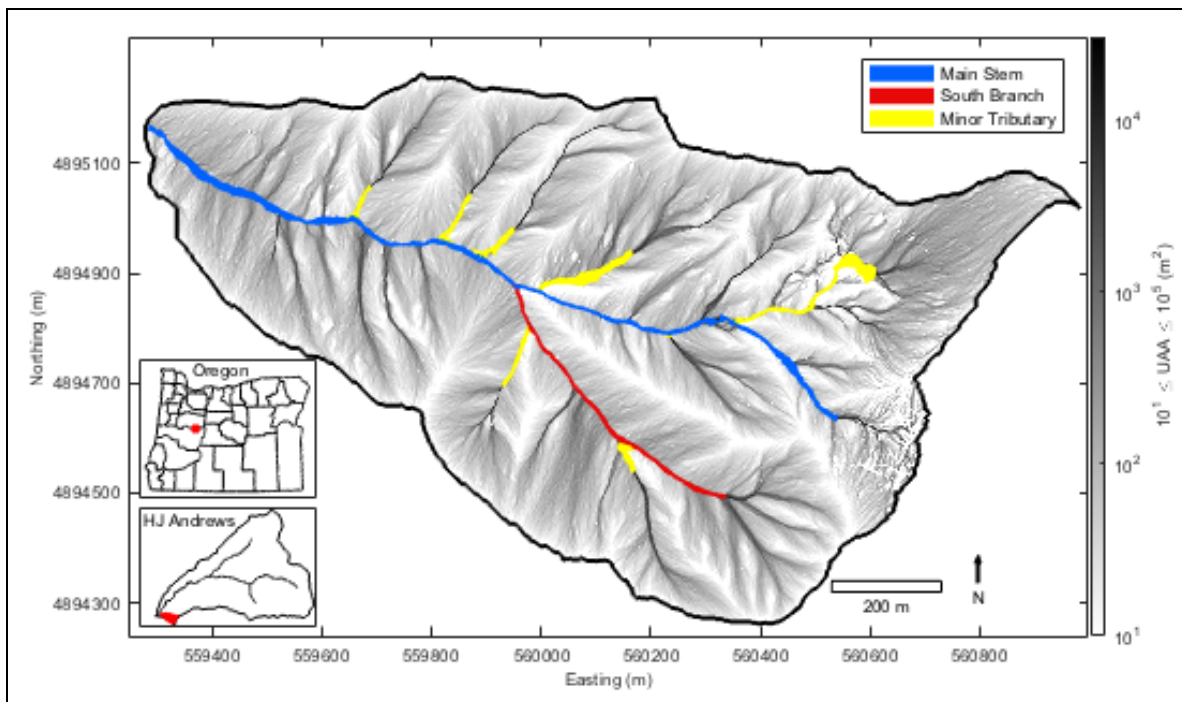 Main Stem
South Branch
Minor Tributary
4895100
4894900
4894700
4894500
4894300
Northing (m)
Oregon
HJ Andrews
200 m
N
559400 559600 559800 560000 560200 560400 560600 560800
Easting (m)
10⁴
10³
10²
10¹
10¹ ≤ UAA ≤ 10⁵ (m²)